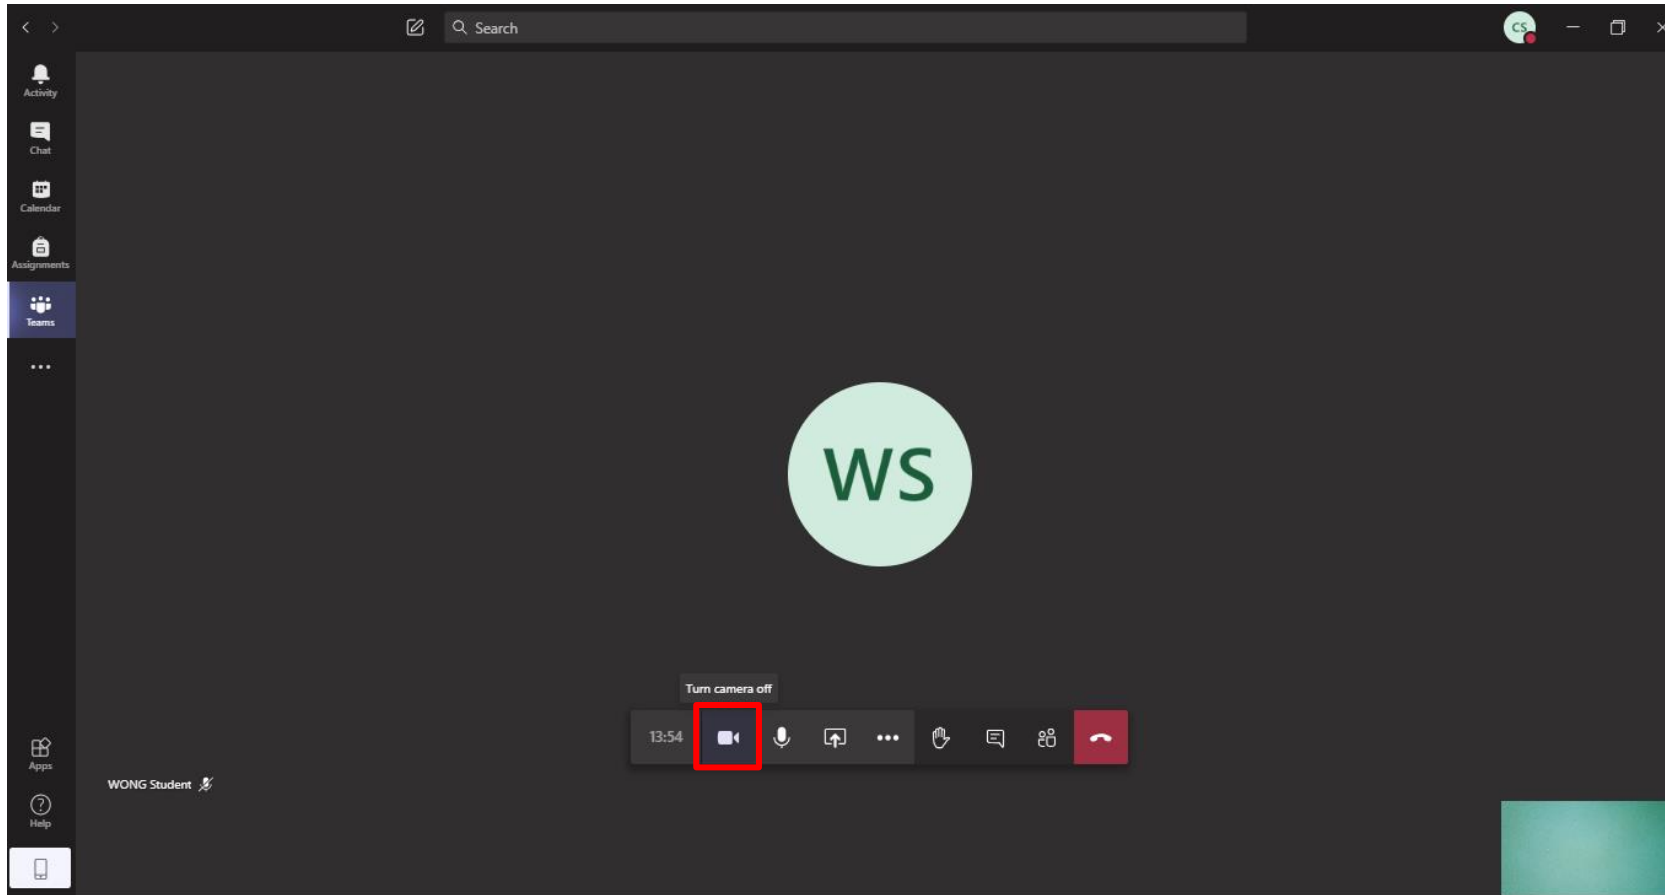 Search
CS
Activity
Chat
Calendar
Assignments
Teams
WS
Turn camera off
13:54
Apps
WONG Student
Help